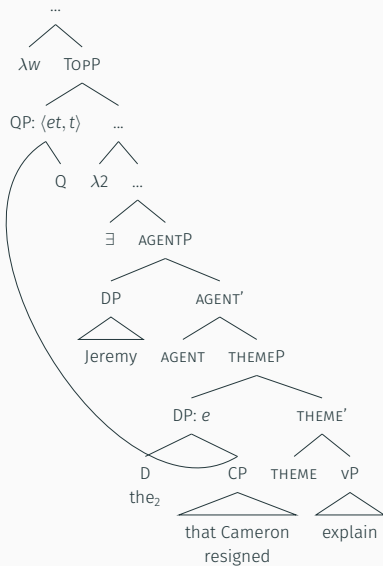 ...
λw TopP
QP: ⟨et, t⟩ ...
Q λ2 ...
∃ AGENTP
DP AGENT′
Jeremy AGENT THEMEP
DP: e THEME′
D CP THEME vP
the₂
that Cameron explain
resigned